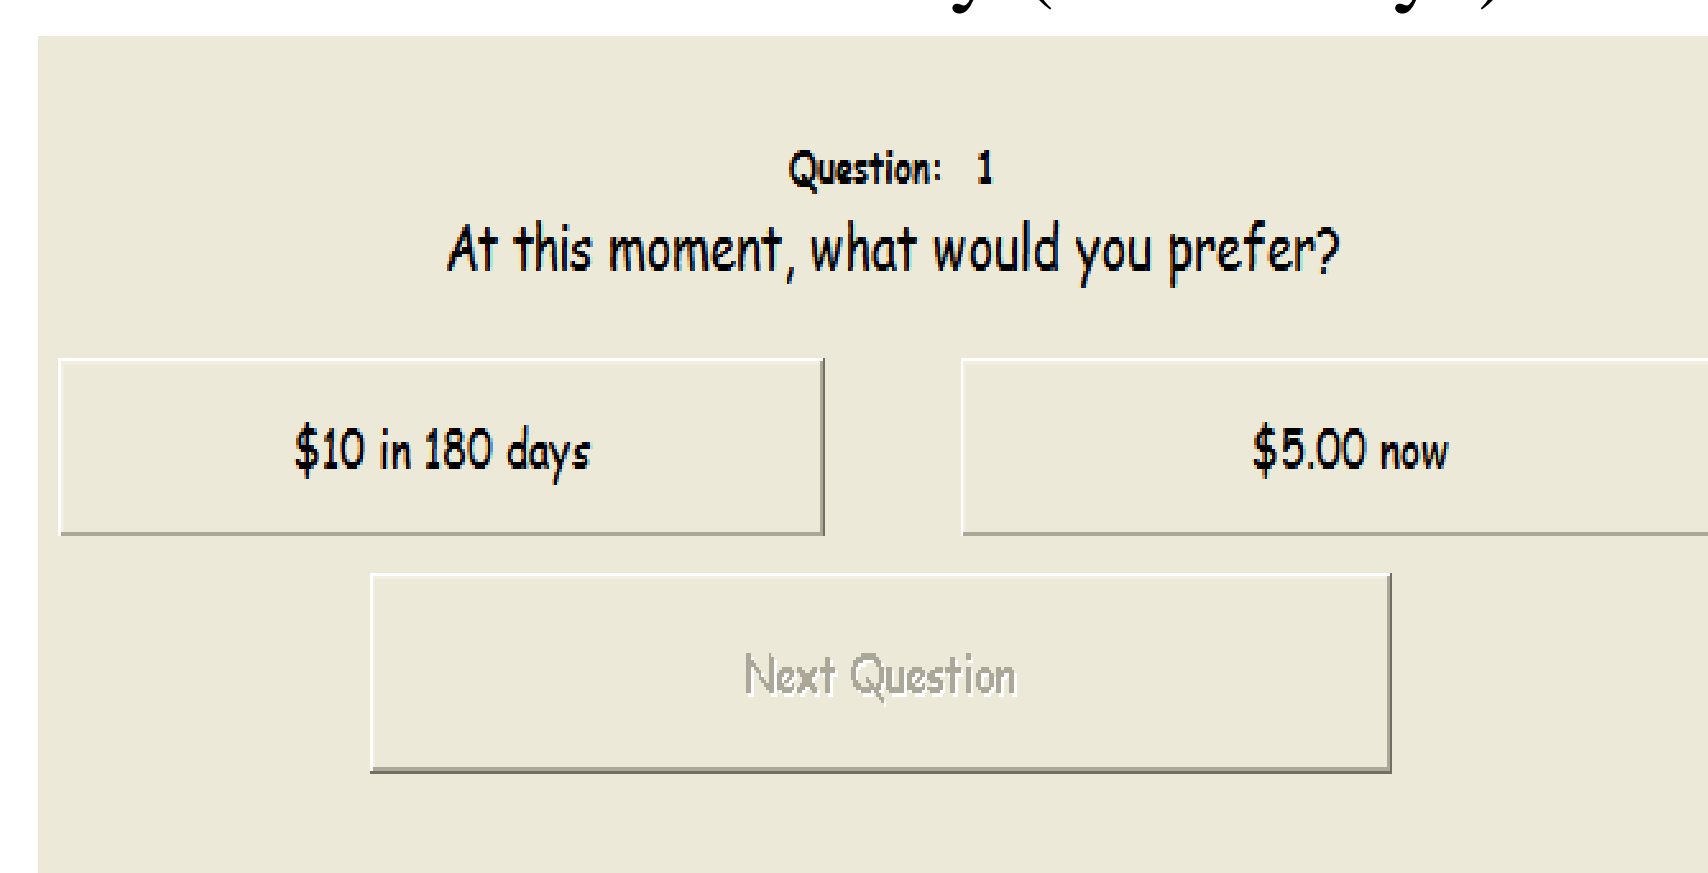 Question: 1
At this moment, what would you prefer?
$10 in 180 days
$5.00 now
Next Question